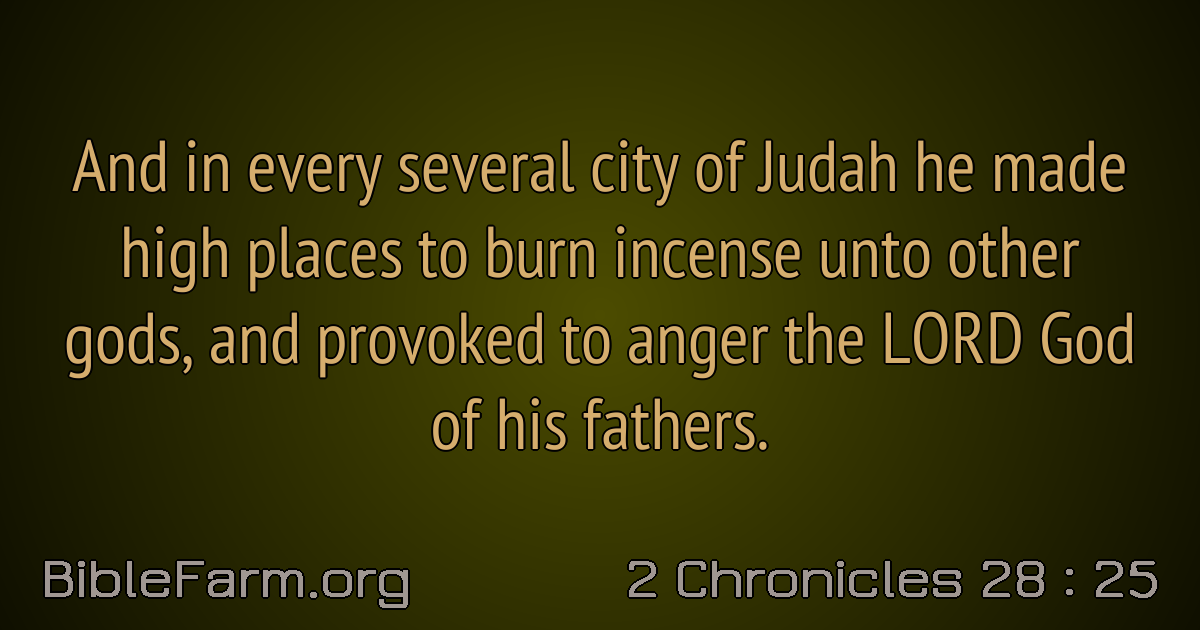 And in every several city of Judah he made
high places to burn incense unto other
gods, and provoked to anger the LORD God
of his fathers.
BibleFarm.org
2 Chronicles 28 : 25